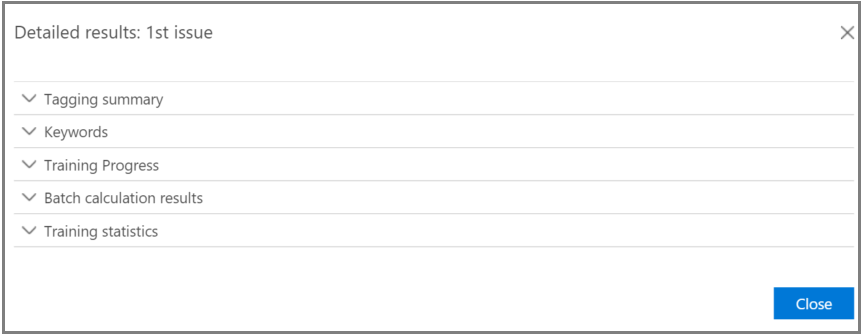 Detailed results: 1st issue
Tagging summary
Keywords
Training Progress
Batch calculation results
Training statistics
Close